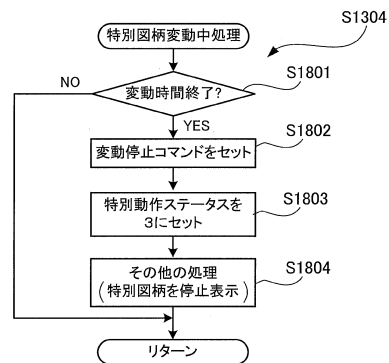 特別図柄変動中処理
S1304
NO
変動時間終了?
S1801
YES
変動停止コマンドをセット
S1802
特別動作ステータスを
3にセット
S1803
その他の処理
(特別図柄を停止表示)
S1804
リターン